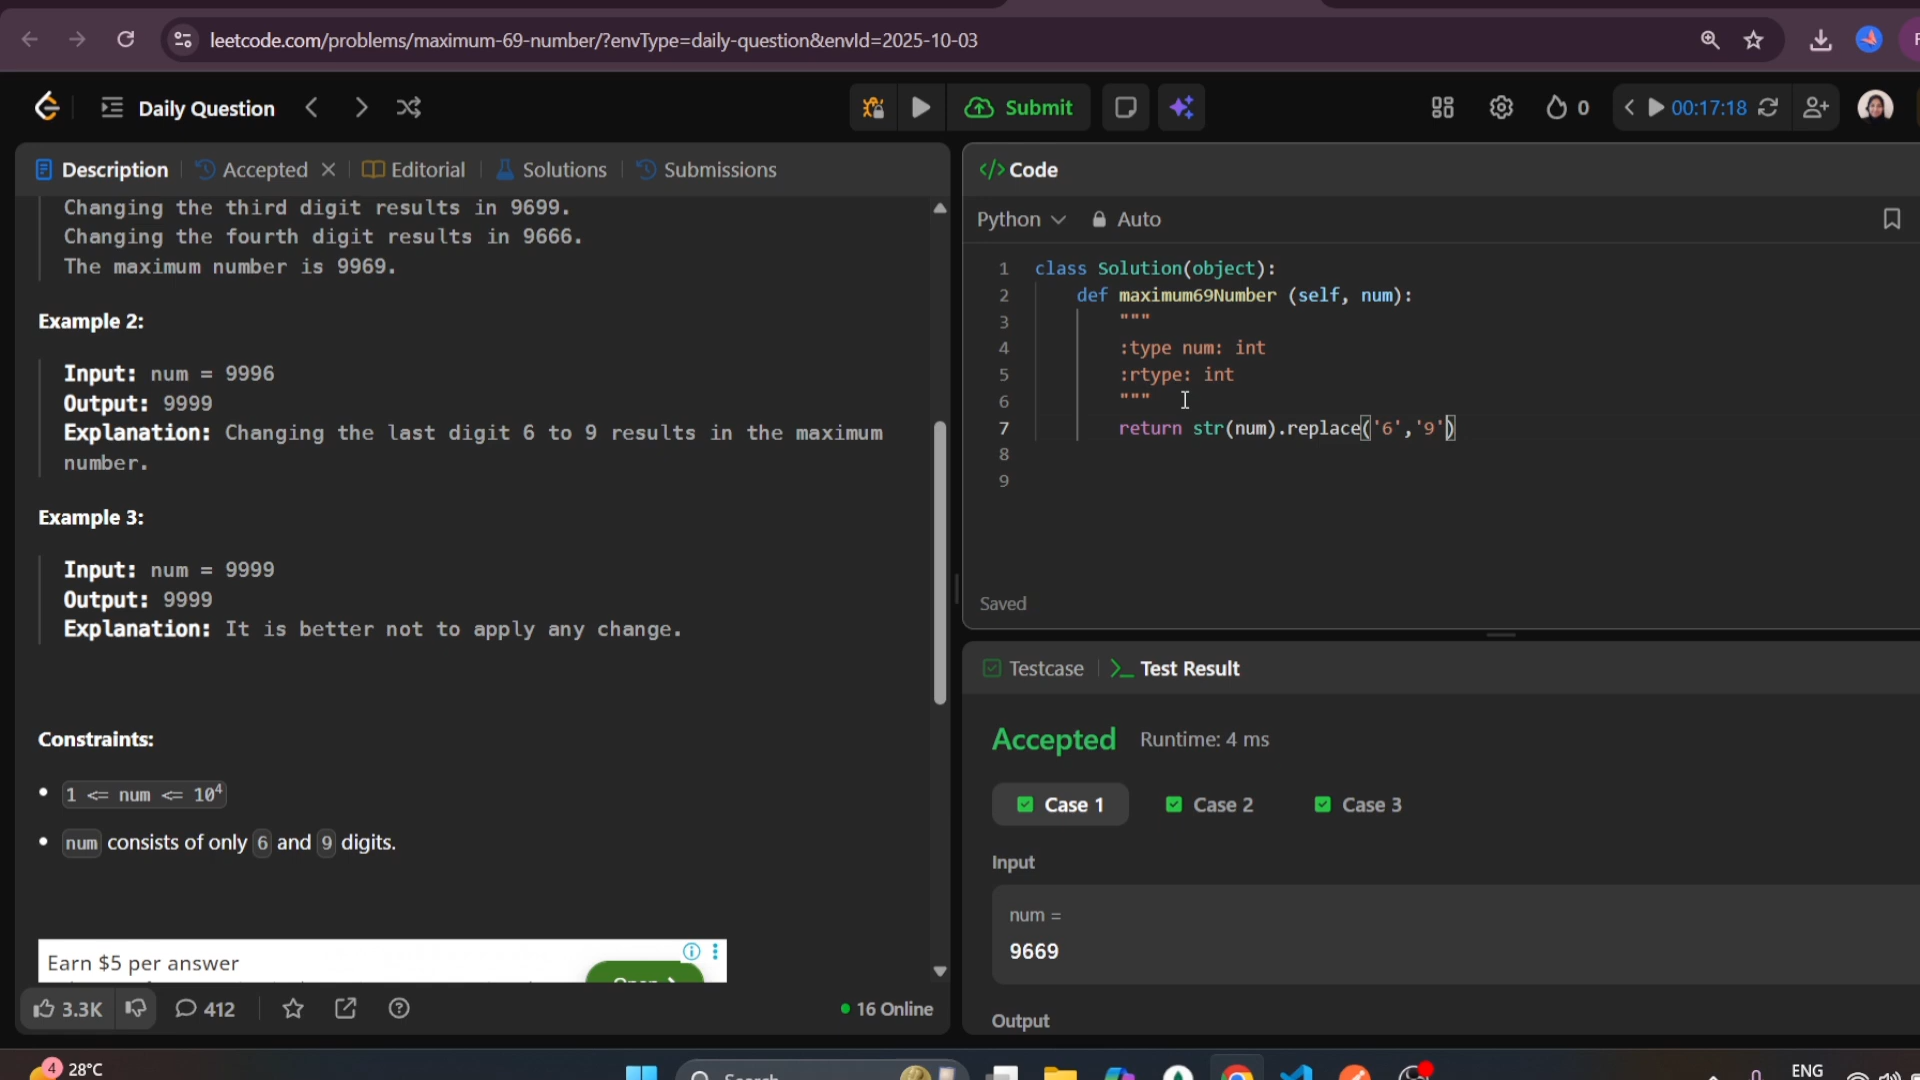 leetcode.com/problems/maximum-69-number/?envType=daily-question&envId=2025-10-03
Daily Question
Submit
0
00:17:18
Description
Accepted
Editorial
Solutions
Submissions
Changing the third digit results in 9699.
Changing the fourth digit results in 9666.
The maximum number is 9969.
Example 2:
Input: num = 9996
Output: 9999
Explanation: Changing the last digit 6 to 9 results in the maximum
number.
Example 3:
Input: num = 9999
Output: 9999
Explanation: It is better not to apply any change.
Constraints:
1 <= num <= 10⁴
num consists of only 6 and 9 digits.
Earn $5 per answer
3.3K
412
16 Online
</> Code
Python
Auto
1 class Solution(object):
2 def maximum69Number (self, num):
3 """
4 :type num: int
5 :rtype: int
6 """
7 return str(num).replace('6','9')
8
9
Saved
Testcase
Test Result
Accepted Runtime: 4 ms
Case 1
Case 2
Case 3
Input
num =
9669
Output
4
28°C
ENG